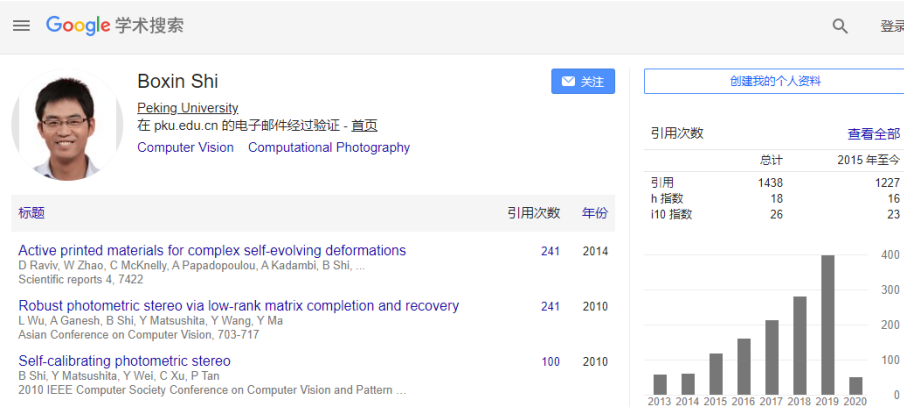 Google 学术搜索
登录
Boxin Shi
关注
Peking University
在 pku.edu.cn 的电子邮件经过验证 - 首页
Computer Vision Computational Photography
标题 引用次数 年份
Active printed materials for complex self-evolving deformations 241 2014
D Raviv, W Zhao, C McKnelly, A Papadopoulou, A Kadambi, B Shi, ...
Scientific reports 4, 7422
Robust photometric stereo via low-rank matrix completion and recovery 241 2010
L Wu, A Ganesh, B Shi, Y Matsushita, Y Wang, Y Ma
Asian Conference on Computer Vision, 703-717
Self-calibrating photometric stereo 100 2010
B Shi, Y Matsushita, Y Wei, C Xu, P Tan
2010 IEEE Computer Society Conference on Computer Vision and Pattern ...
创建我的个人资料
引用次数 查看全部
总计 2015 年至今
引用 1438 1227
h 指数 18 16
i10 指数 26 23
400
300
200
100
0
2013 2014 2015 2016 2017 2018 2019 2020